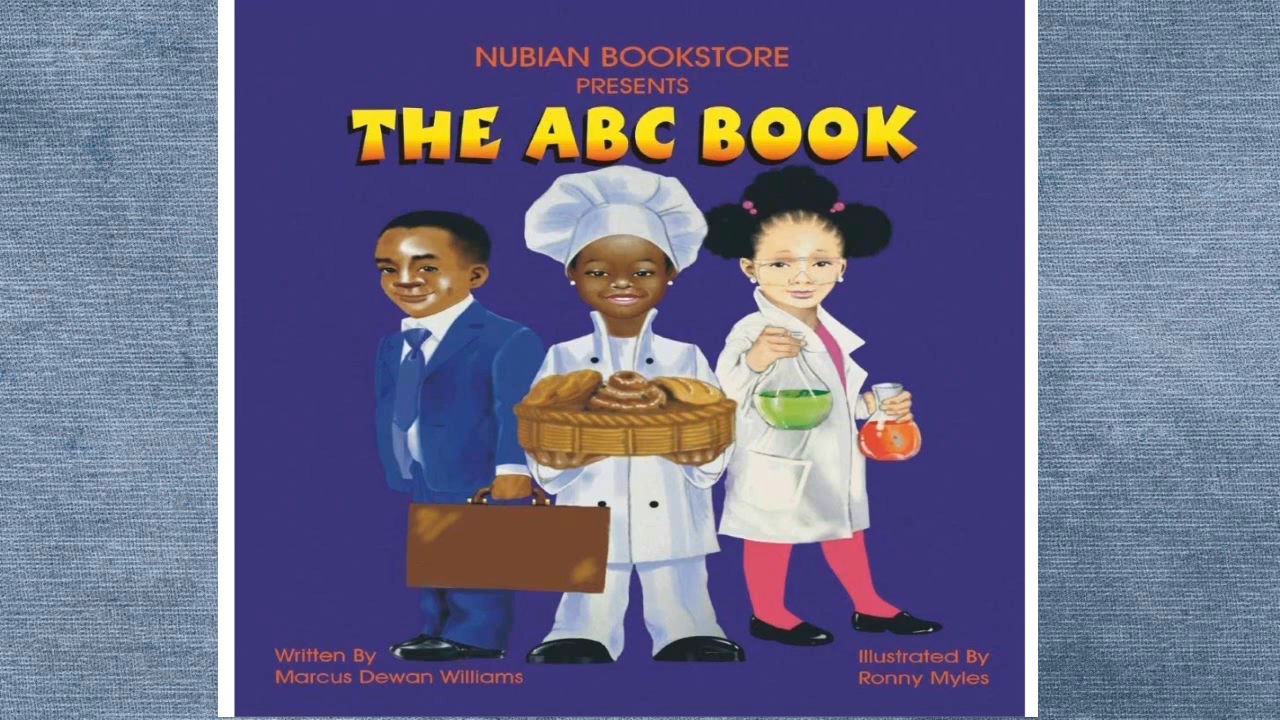 NUBIAN BOOKSTORE
PRESENTS
THE ABC BOOK
Written By
Marcus Dewan Williams
Illustrated By
Ronny Myles